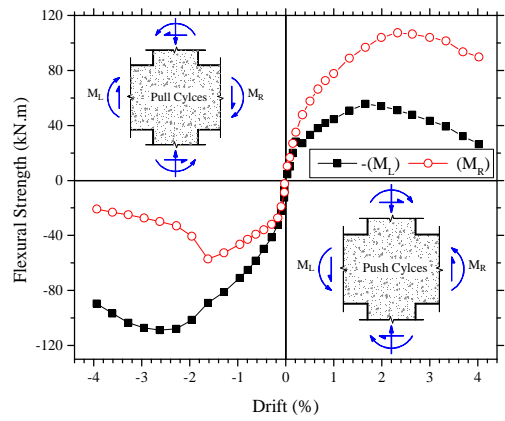 120
80
40
0
-40
-80
-120
Flexural Strength (kN.m)
M_L
Pull Cylces
M_R
-(M_L) (M_R)
M_L
Push Cylces
M_R
-4 -3 -2 -1 0 1 2 3 4
Drift (%)